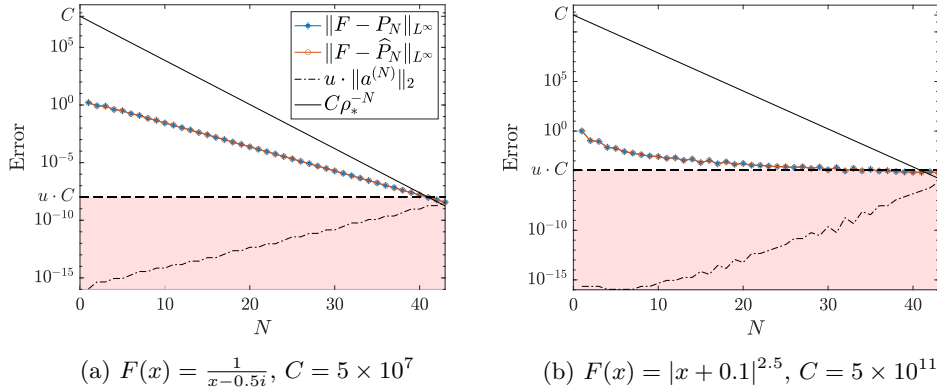 C
10^5
10^0
10^{-5}
u · C
10^{-10}
10^{-15}
Error
0 10 20 30 40
N
‖F − P_N‖_{L^∞}
‖F − \widehat{P}_N‖_{L^∞}
u · ‖a^{(N)}‖_2
Cρ_*^{-N}
(a) F(x) = \frac{1}{x−0.5i}, C = 5 × 10^7
C
10^5
10^0
u · C
10^{-5}
10^{-10}
10^{-15}
Error
0 10 20 30 40
N
(b) F(x) = |x + 0.1|^{2.5}, C = 5 × 10^{11}